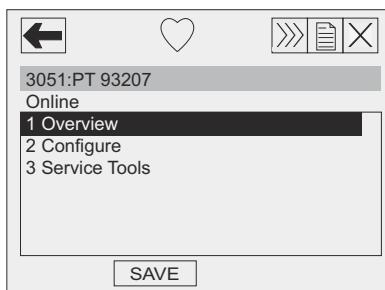 3051:PT 93207
Online
1 Overview
2 Configure
3 Service Tools
SAVE